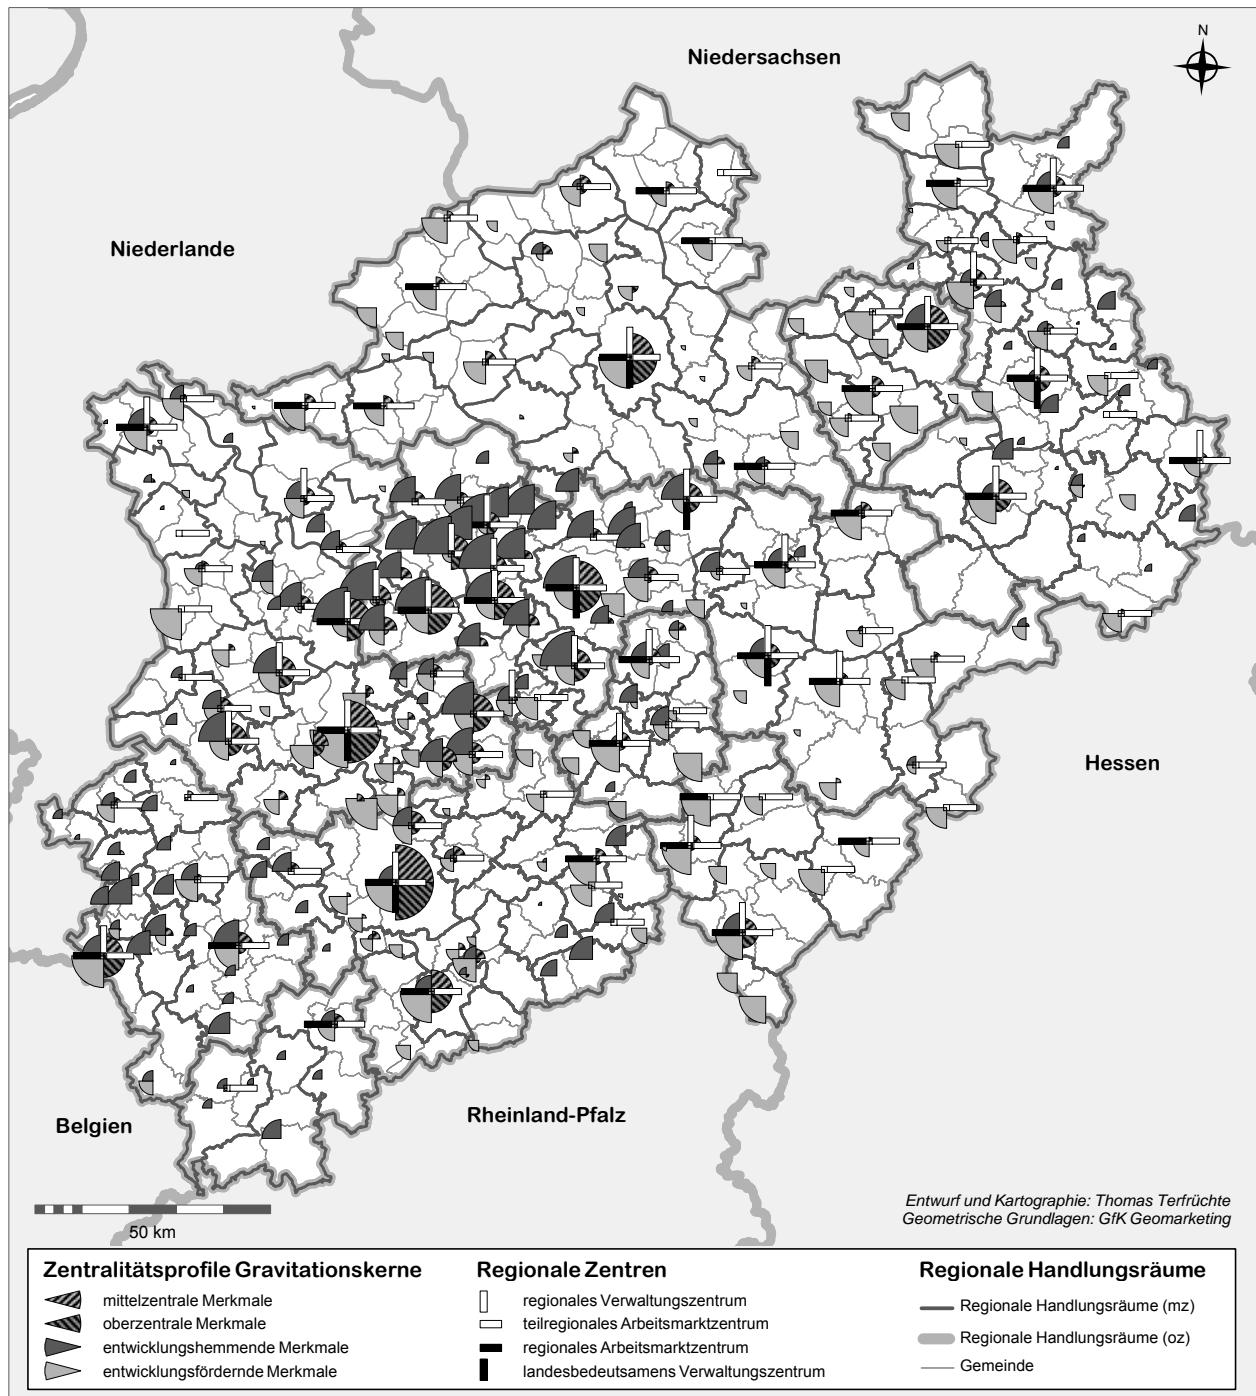 Niedersachsen
N
Niederlande
Hessen
Belgien
Rheinland-Pfalz
50 km
Entwurf und Kartographie: Thomas Terfrüchte
Geometrische Grundlagen: GfK Geomarketing
Zentralitätsprofile Gravitationskerne
mittelzentrale Merkmale
oberzentrale Merkmale
entwicklungshemmende Merkmale
entwicklungsfördernde Merkmale
Regionale Zentren
regionales Verwaltungszentrum
teilregionales Arbeitsmarktzentrum
regionales Arbeitsmarktzentrum
landesbedeutsamens Verwaltungszentrum
Regionale Handlungsräume
Regionale Handlungsräume (mz)
Regionale Handlungsräume (oz)
Gemeinde